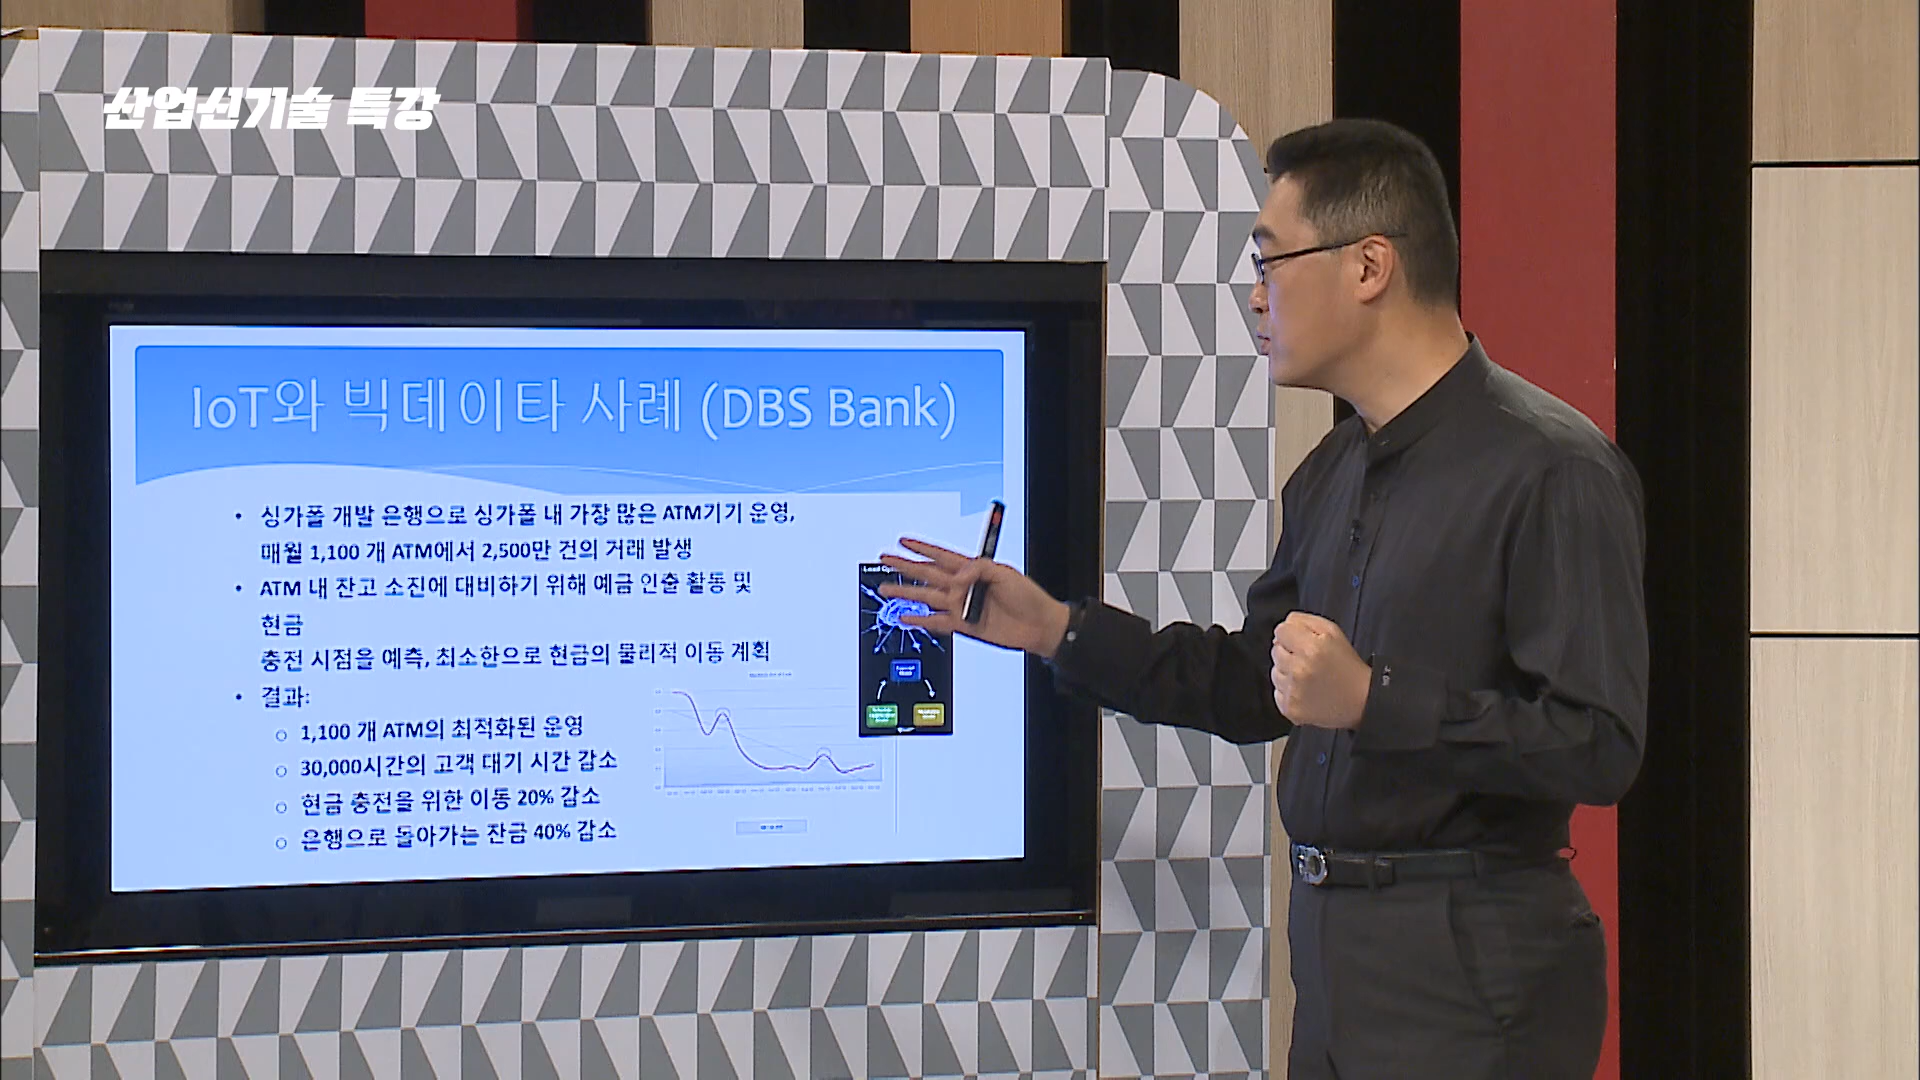 산업신기술 특강
IoT와 빅데이터 사례 (DBS Bank)
• 싱가폴 개발 은행으로 싱가폴 내 가장 많은 ATM기기 운영,
매월 1,100 개 ATM에서 2,500만 건의 거래 발생
• ATM 내 잔고 소진에 대비하기 위해 예금 인출 활동 및
현금
충전 시점을 예측, 최소한으로 현금의 물리적 이동 계획
• 결과:
○ 1,100 개 ATM의 최적화된 운영
○ 30,000시간의 고객 대기 시간 감소
○ 현금 충전을 위한 이동 20% 감소
○ 은행으로 돌아가는 잔금 40% 감소